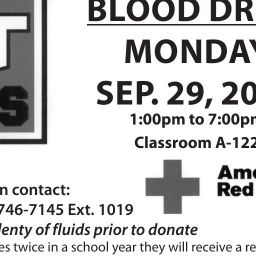 BLOOD DR
MONDAY
SEP. 29, 20
1:00pm to 7:00pm
Classroom A-122
Ame
Red
n contact:
746-7145 Ext. 1019
lenty of fluids prior to donate
es twice in a school year they will receive a re